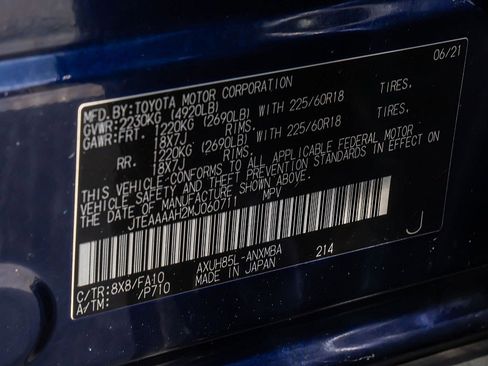 MFD.BY:TOYOTA MOTOR CORPORATION 06/21
GVWR:2230KG (4920LB)
GAWR:FRT. 1220KG (2690LB) WITH 225/60R18 TIRES.
18X7J RIMS.
RR. 1220KG (2690LB) WITH 225/60R18 TIRES.
18X7J RIMS.
THIS VEHICLE CONFORMS TO ALL APPLICABLE FEDERAL MOTOR
VEHICLE SAFETY AND THEFT PREVENTION STANDARDS IN EFFECT ON
THE DATE OF MANUFACTURE SHOWN ABOVE.
JTEAAAAH2MJ060711 MPV
J
C/TR:8X8/FA10 AXUH85L-ANXMBA 214
A/TM: /P710 MADE IN JAPAN